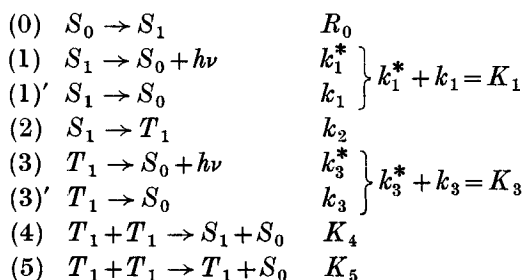 (0) S₀ → S₁ R₀
(1) S₁ → S₀ + hν k₁*
(1)′ S₁ → S₀ k₁ } k₁* + k₁ = K₁
(2) S₁ → T₁ k₂
(3) T₁ → S₀ + hν k₃*
(3)′ T₁ → S₀ k₃ } k₃* + k₃ = K₃
(4) T₁ + T₁ → S₁ + S₀ K₄
(5) T₁ + T₁ → T₁ + S₀ K₅